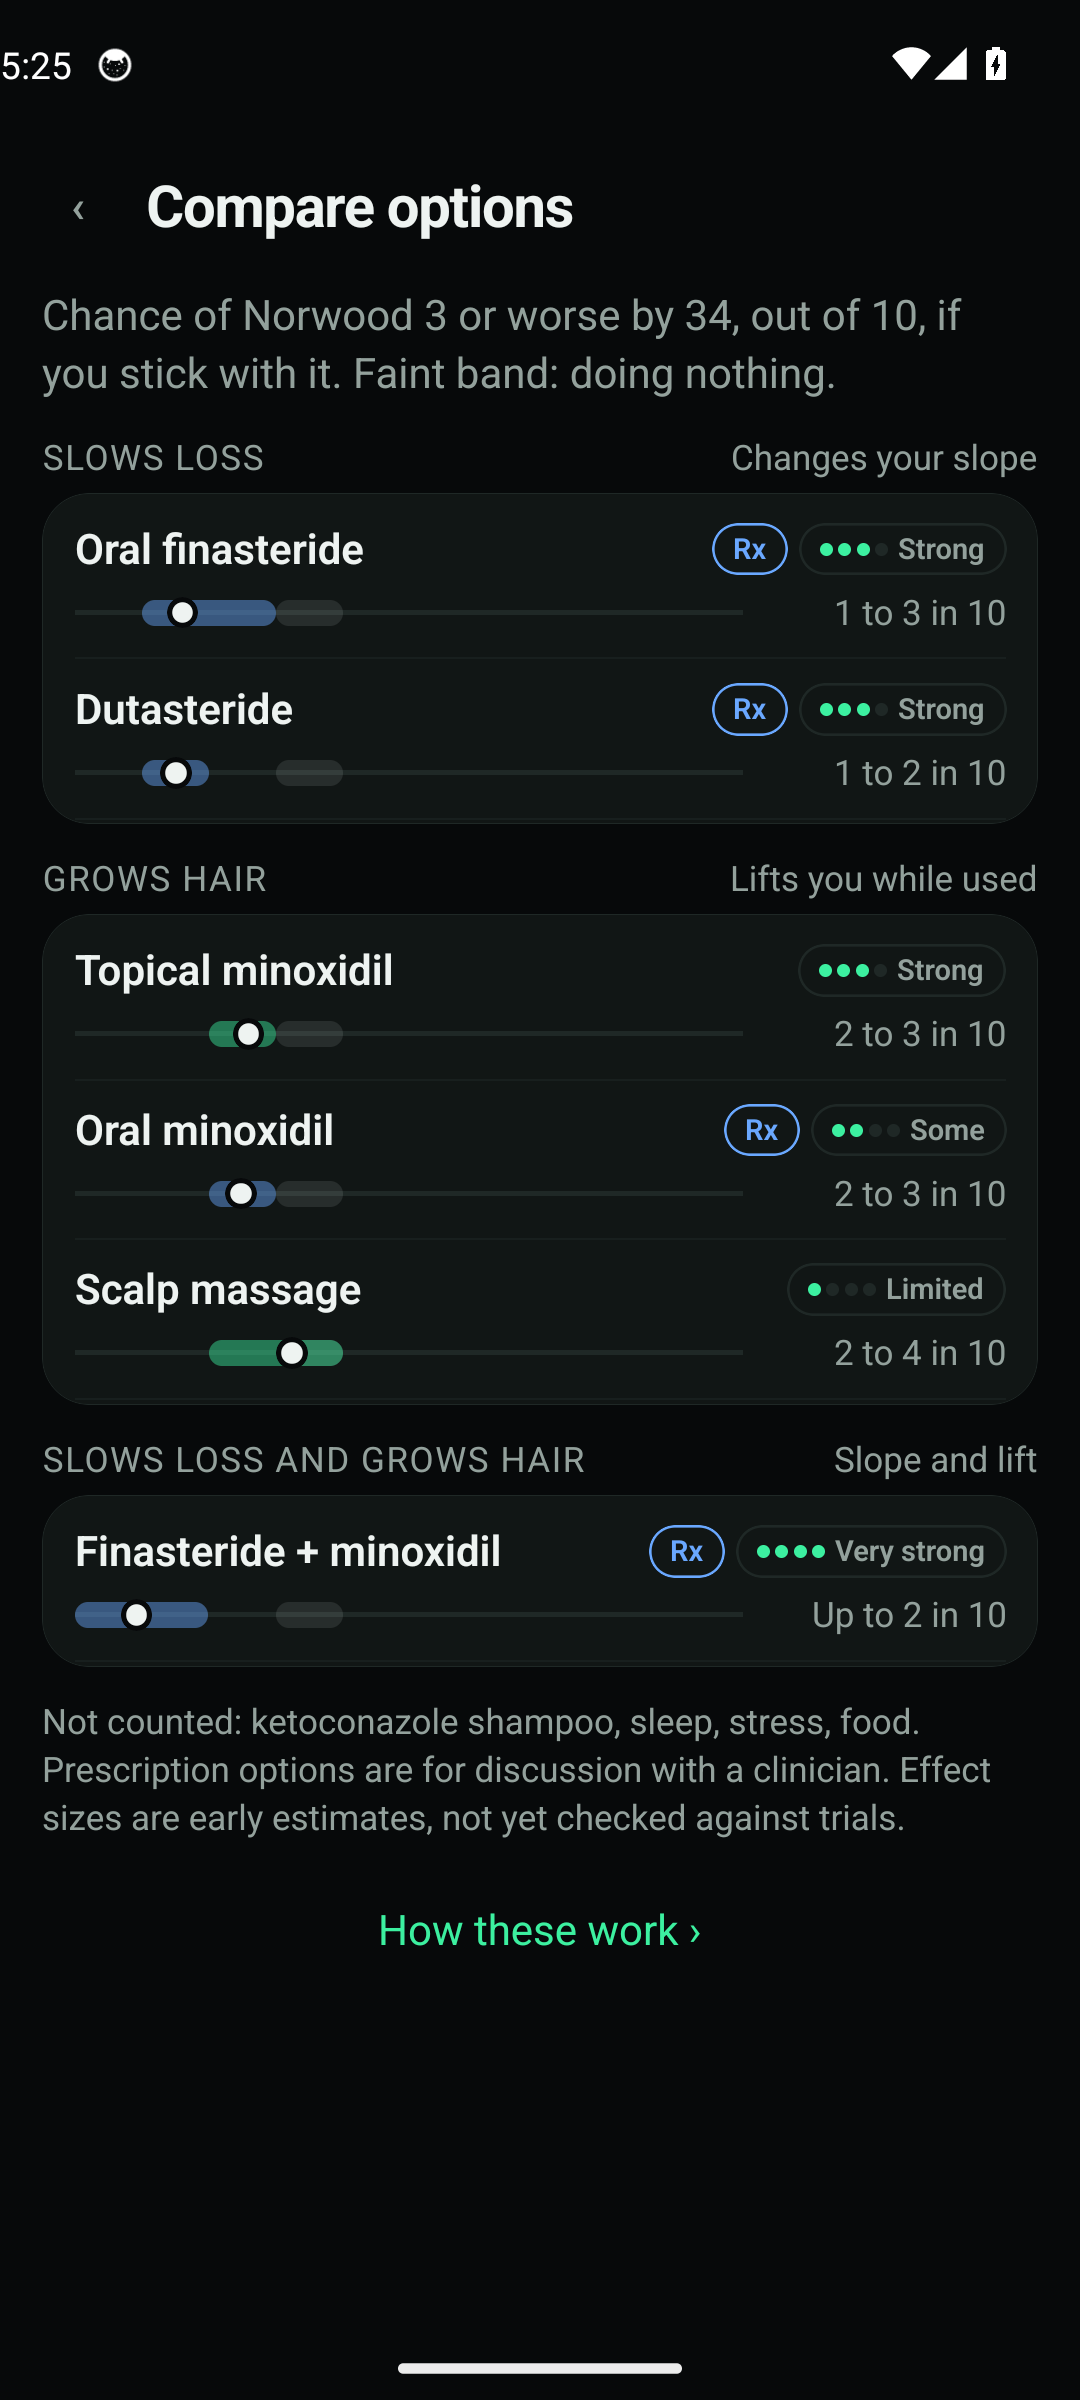 5:25
‹ Compare options
Chance of Norwood 3 or worse by 34, out of 10, if
you stick with it. Faint band: doing nothing.
SLOWS LOSS Changes your slope
Oral finasteride Rx Strong
1 to 3 in 10
Dutasteride Rx Strong
1 to 2 in 10
GROWS HAIR Lifts you while used
Topical minoxidil Strong
2 to 3 in 10
Oral minoxidil Rx Some
2 to 3 in 10
Scalp massage Limited
2 to 4 in 10
SLOWS LOSS AND GROWS HAIR Slope and lift
Finasteride + minoxidil Rx Very strong
Up to 2 in 10
Not counted: ketoconazole shampoo, sleep, stress, food.
Prescription options are for discussion with a clinician. Effect
sizes are early estimates, not yet checked against trials.
How these work ›